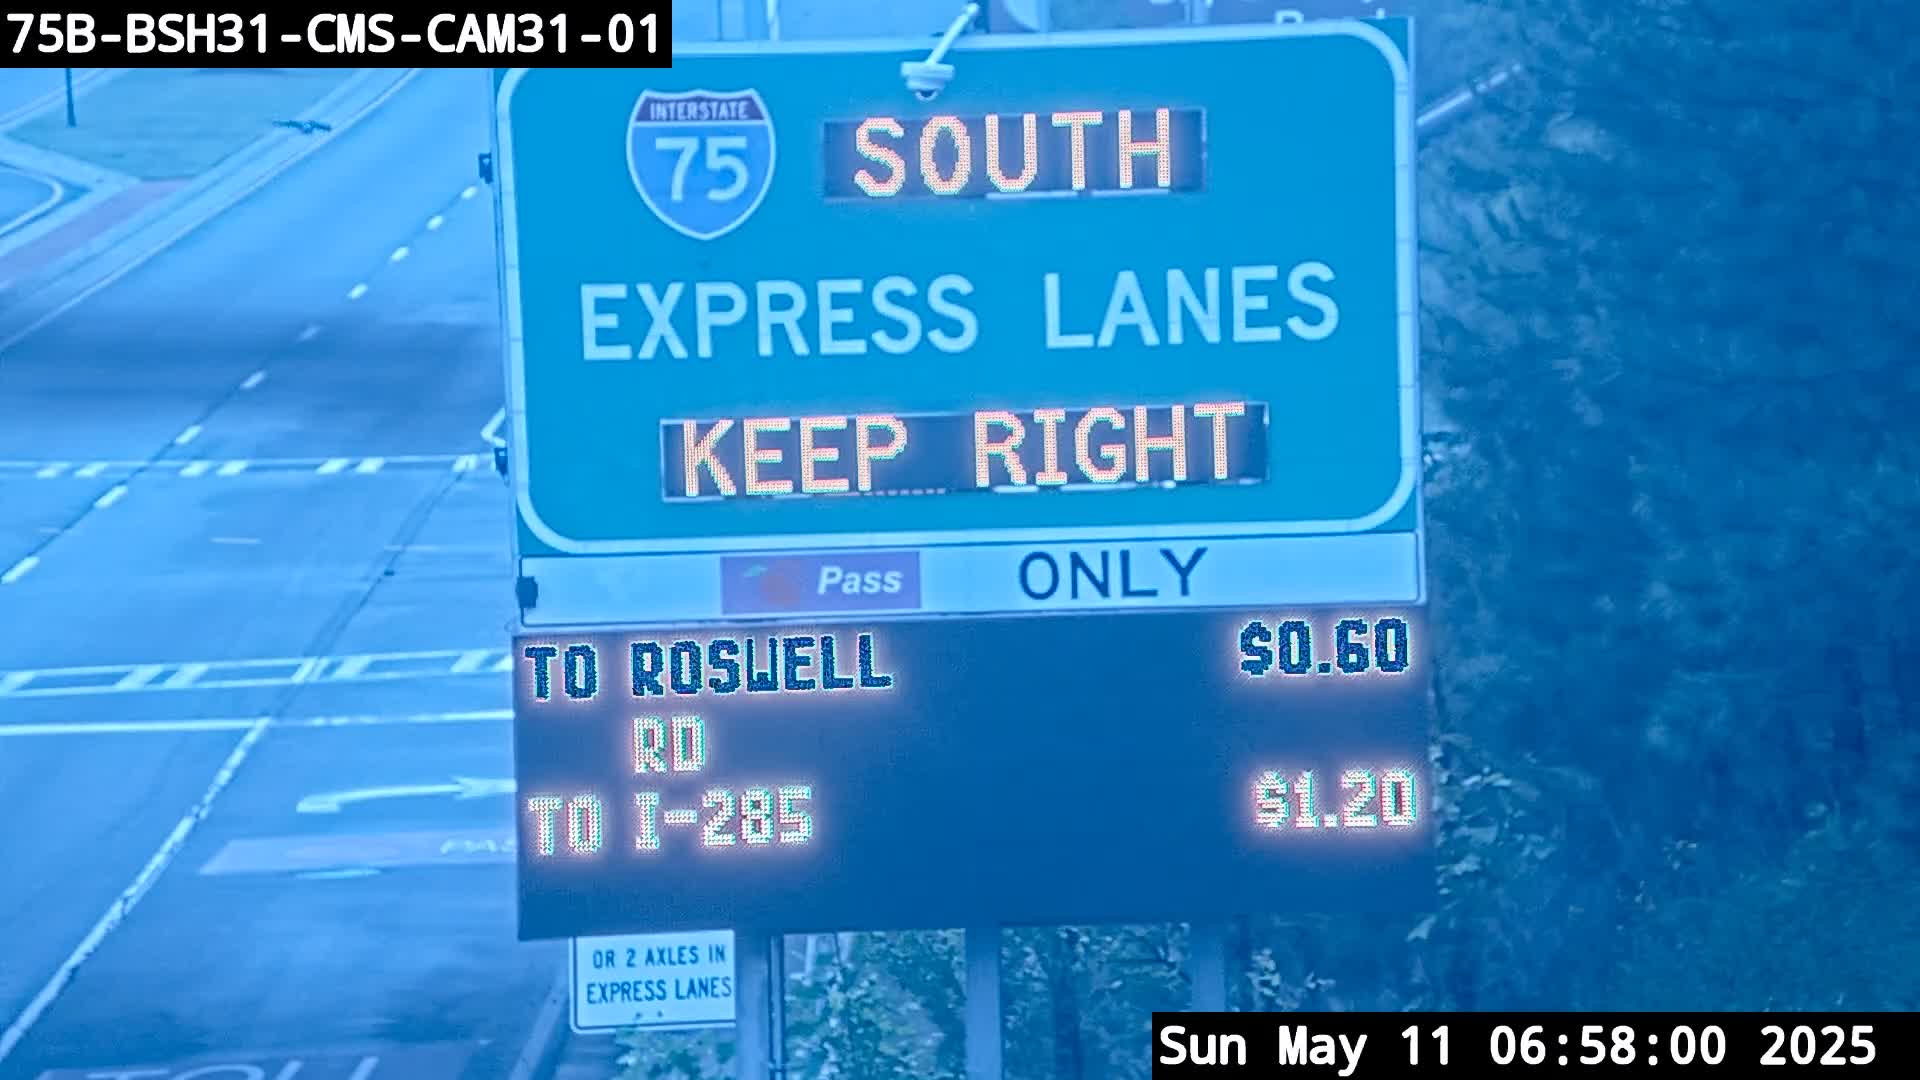 75B-BSH31-CMS-CAM31-01
INTERSTATE
75
SOUTH
EXPRESS LANES
KEEP RIGHT
Pass
ONLY
TO ROSWELL $0.60
RD
TO I-285 $1.20
OR 2 AXLES IN
EXPRESS LANES
TOLL
Sun May 11 06:58:00 2025